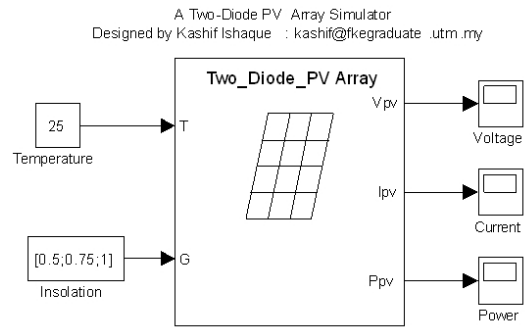 A Two-Diode PV Array Simulator
Designed by Kashif Ishaque : kashif@fkegraduate .utm .my
Two_Diode_PV Array
Vpv
25
T
Voltage
Temperature
Ipv
Current
[0.5;0.75;1]
G
Ppv
Insolation
Power